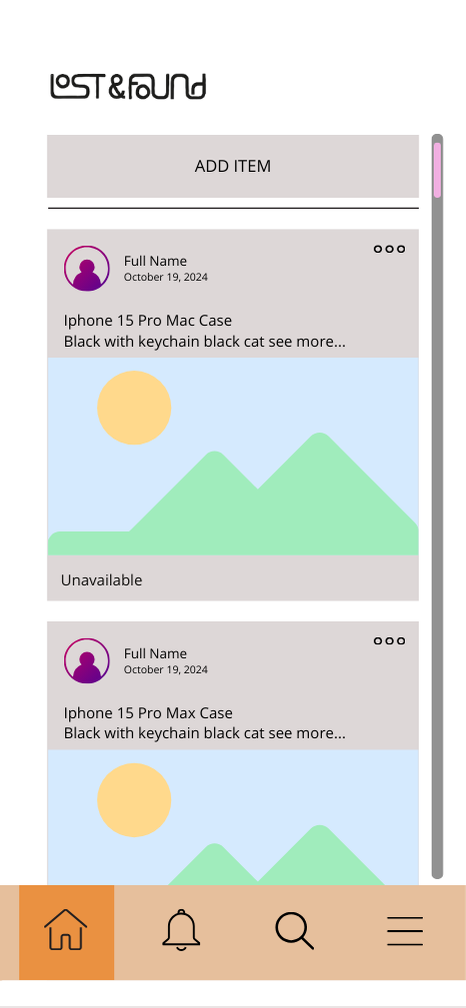 LOST & FOUND
ADD ITEM
Full Name
October 19, 2024
Iphone 15 Pro Mac Case
Black with keychain black cat see more...
Unavailable
Full Name
October 19, 2024
Iphone 15 Pro Max Case
Black with keychain black cat see more...